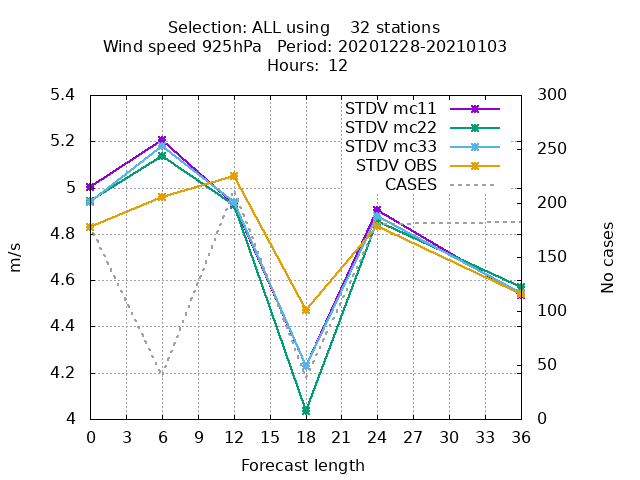 Selection: ALL using    32 stations
Wind speed 925hPa   Period: 20201228-20210103
Hours: 12
5.4
5.2
5
4.8
4.6
4.4
4.2
4
300
250
200
150
100
50
0
STDV mc11
STDV mc22
STDV mc33
STDV OBS
CASES
m/s
No cases
0 3 6 9 12 15 18 21 24 27 30 33 36
Forecast length